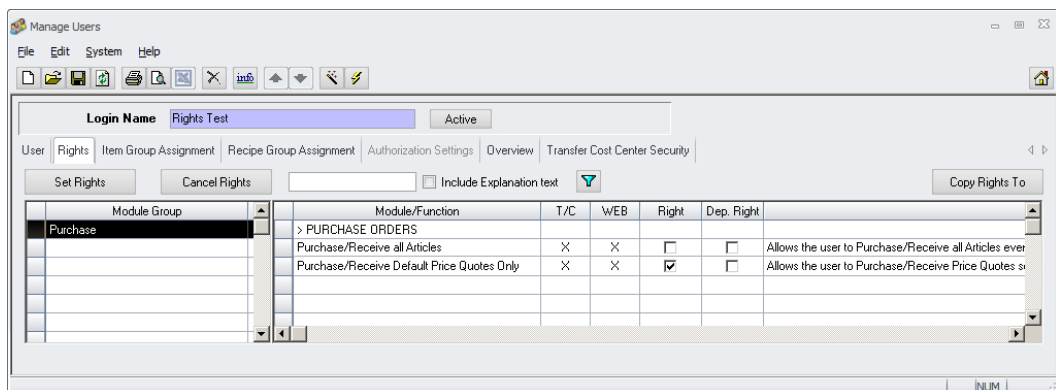 Manage Users
File Edit System Help
info
Login Name Rights Test Active
User Rights Item Group Assignment Recipe Group Assignment Authorization Settings Overview Transfer Cost Center Security
Set Rights Cancel Rights Include Explanation text Copy Rights To
Module Group Module/Function T/C WEB Right Dep. Right
Purchase > PURCHASE ORDERS
Purchase/Receive all Articles X X Allows the user to Purchase/Receive all Articles ever
Purchase/Receive Default Price Quotes Only X X Allows the user to Purchase/Receive Price Quotes s
NUM